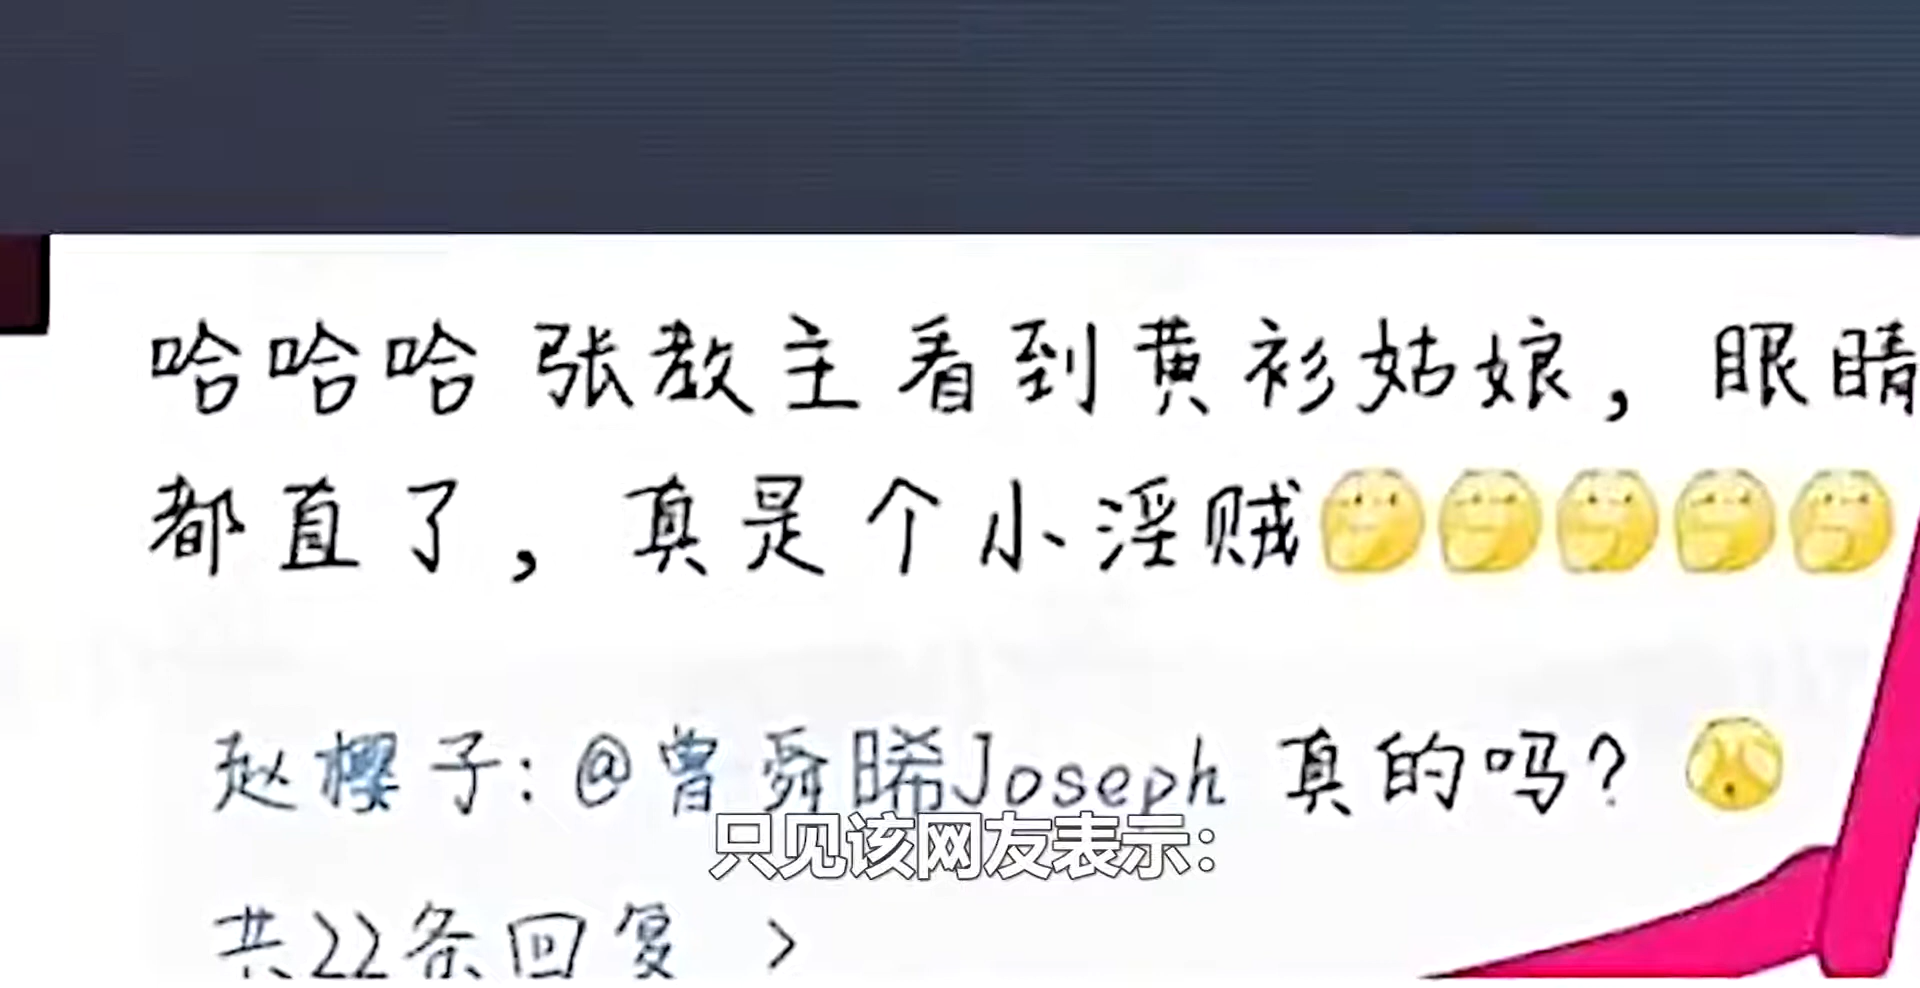 哈哈哈 张教主看到黄衫姑娘，眼睛
都直了，真是个小淫贼
赵樱子：@曾舜晞Joseph 真的吗？
只见该网友表示：
共22条回复 >